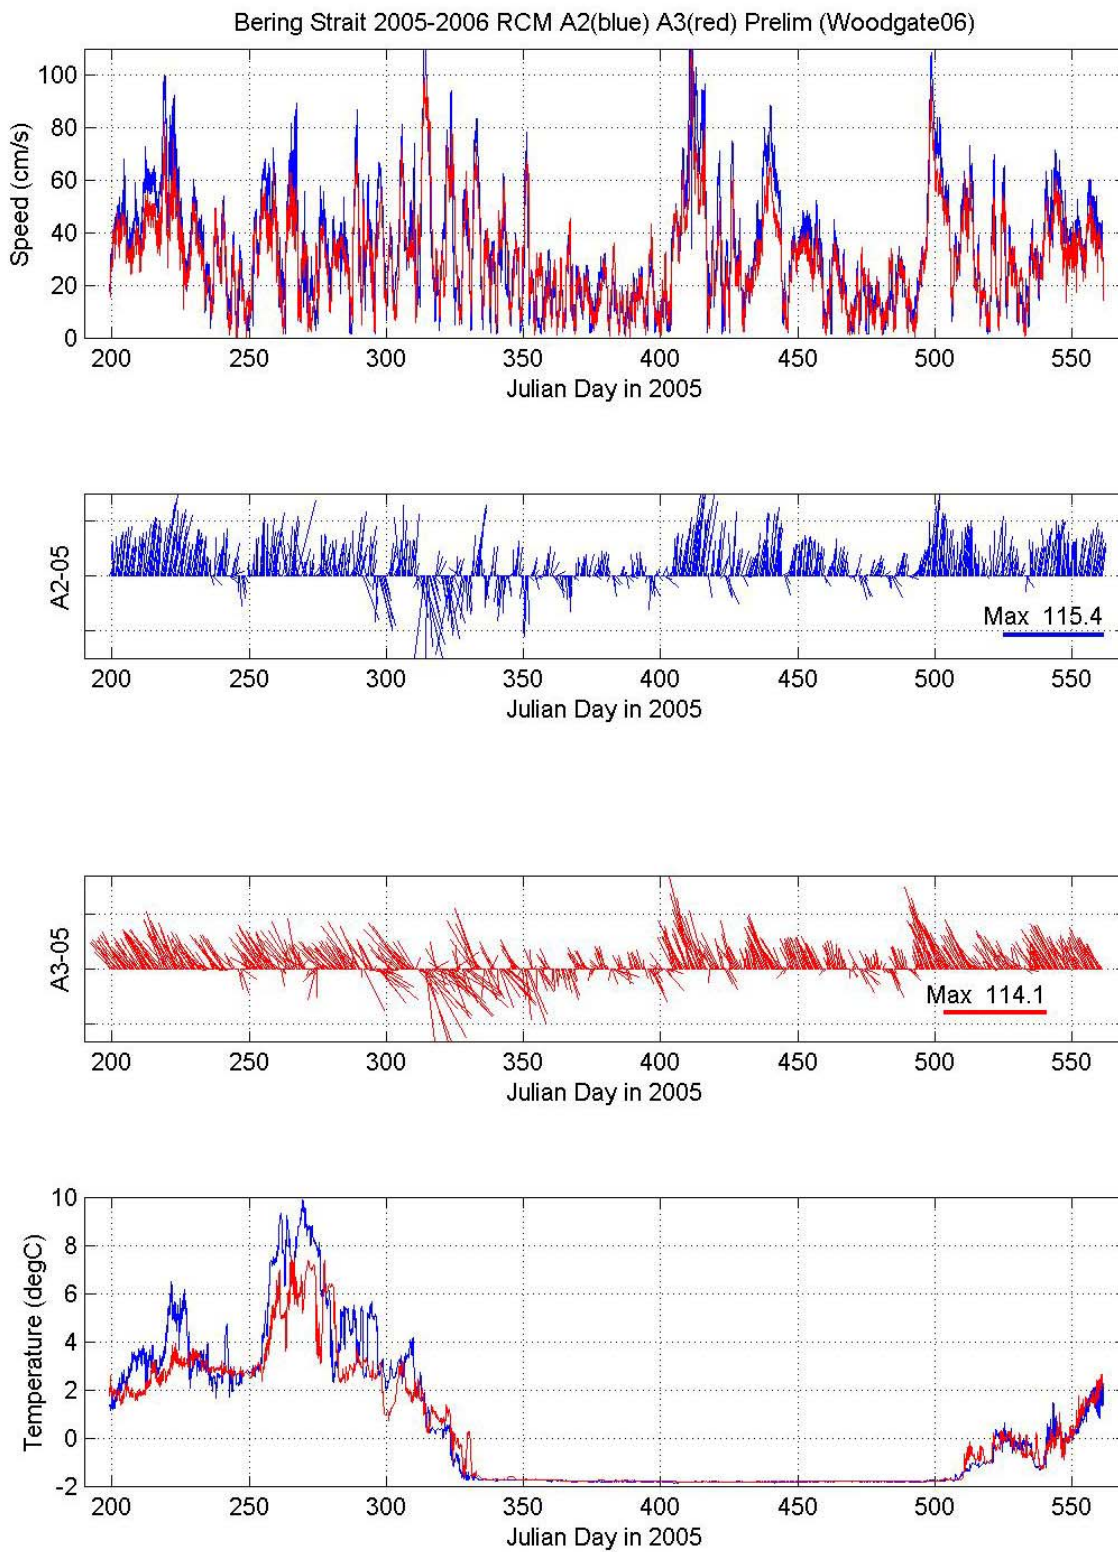 Bering Strait 2005-2006 RCM A2(blue) A3(red) Prelim (Woodgate06)
100
80
60
40
20
0
Speed (cm/s)
200 250 300 350 400 450 500 550
Julian Day in 2005
A2-05
Max 115.4
200 250 300 350 400 450 500 550
Julian Day in 2005
A3-05
Max 114.1
200 250 300 350 400 450 500 550
Julian Day in 2005
10
8
6
4
2
0
-2
Temperature (degC)
200 250 300 350 400 450 500 550
Julian Day in 2005